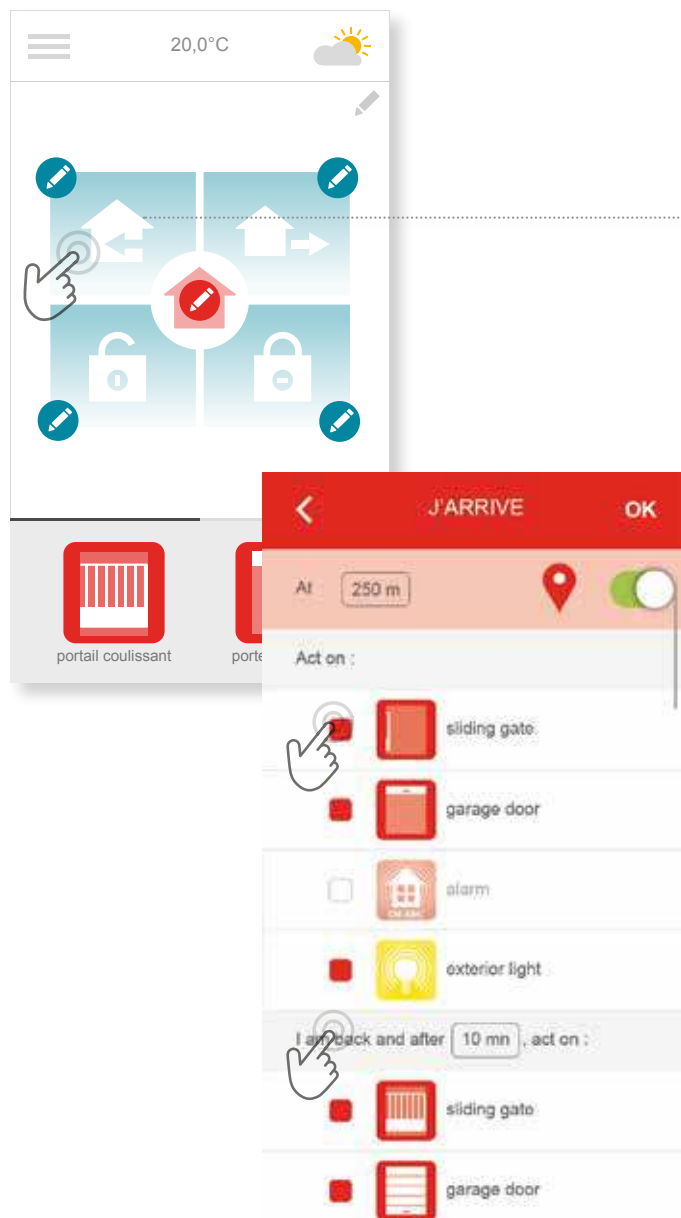 20,0°C
portail coulissant
porte
J'ARRIVE
OK
At
250 m
Act on :
sliding gate
garage door
alarm
exterior light
I am back and after 10 mn , act on :
sliding gate
garage door